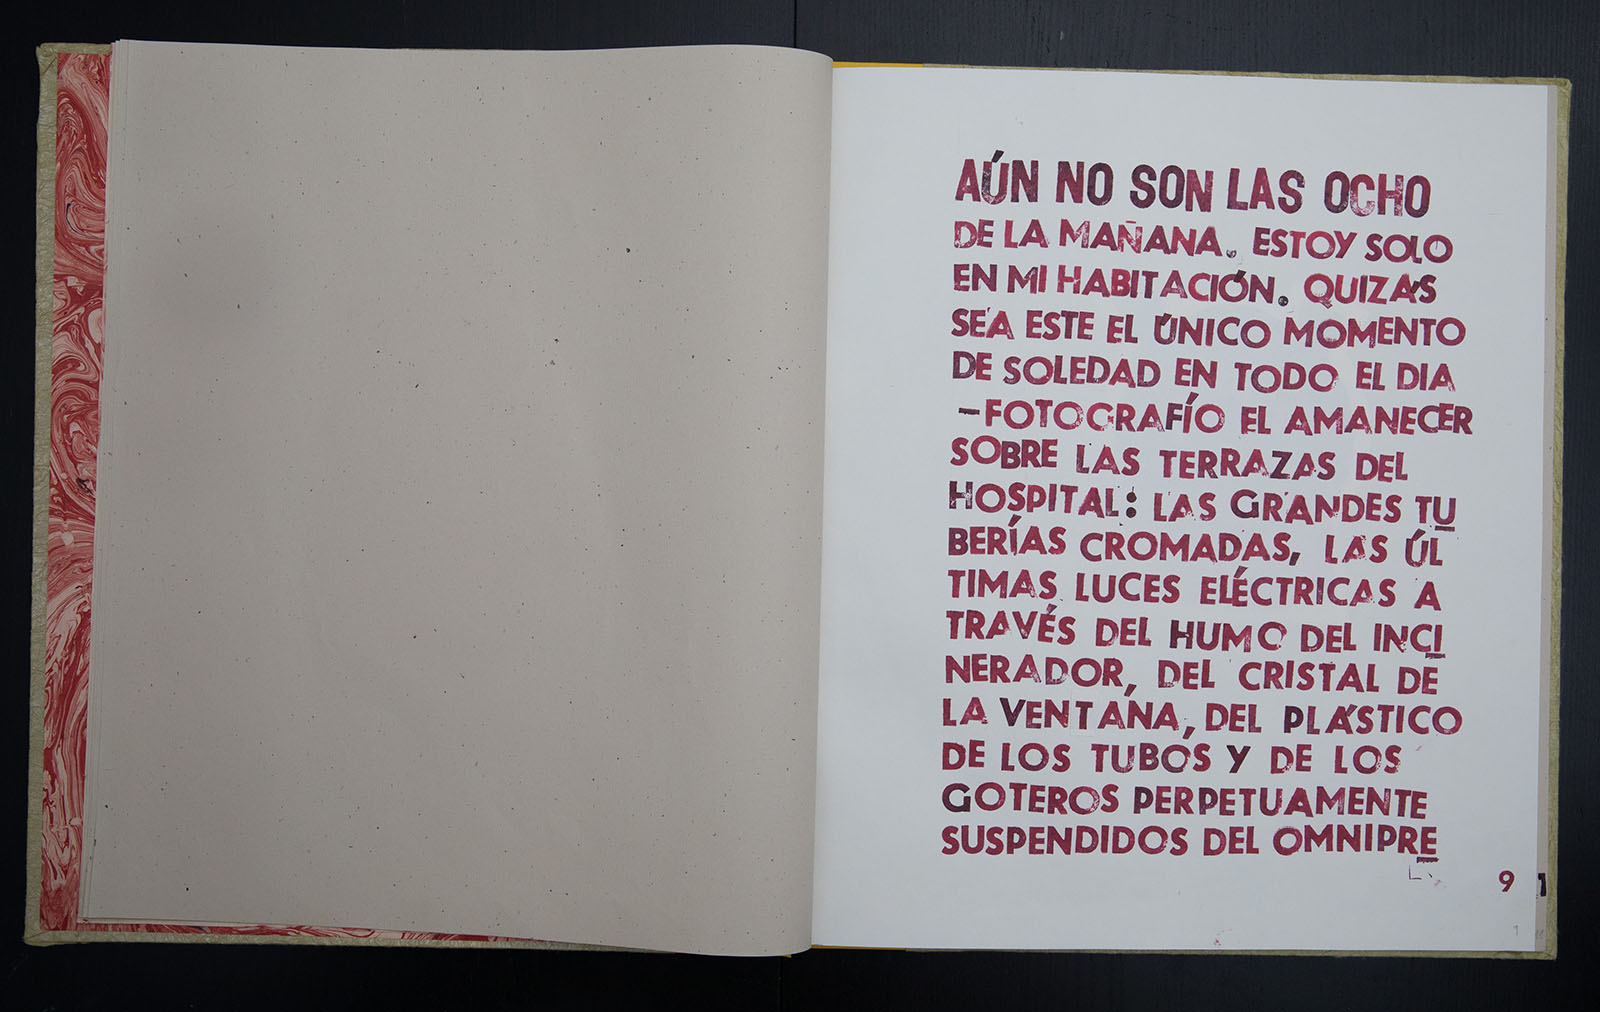 AÚN NO SON LAS OCHO
DE LA MAÑANA. ESTOY SOLO
EN MI HABITACIÓN. QUIZÁS
SEA ESTE EL ÚNICO MOMENTO
DE SOLEDAD EN TODO EL DIA
–FOTOGRAFÍO EL AMANECER
SOBRE LAS TERRAZAS DEL
HOSPITAL: LAS GRANDES TU
BERÍAS CROMADAS, LAS ÚL
TIMAS LUCES ELÉCTRICAS A
TRAVÉS DEL HUMO DEL INCI
NERADOR, DEL CRISTAL DE
LA VENTANA, DEL PLÁSTICO
DE LOS TUBOS Y DE LOS
GOTEROS PERPETUAMENTE
SUSPENDIDOS DEL OMNIPRE
9